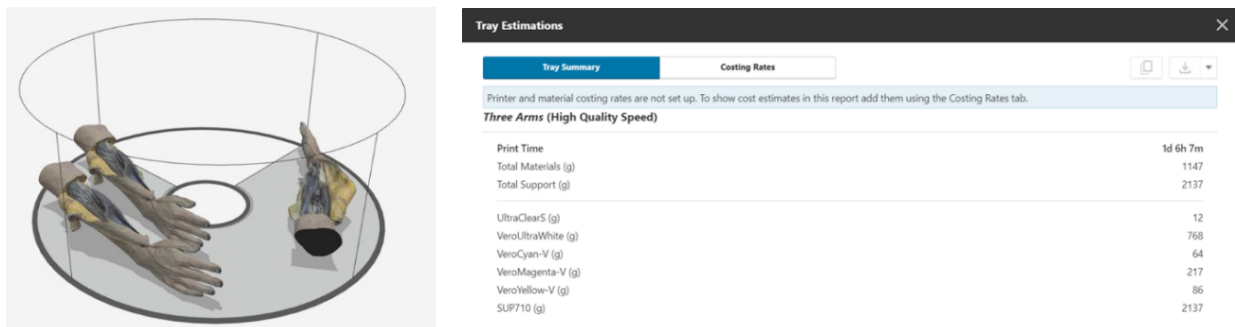 Tray Estimations
Tray Summary Costing Rates
Printer and material costing rates are not set up. To show cost estimates in this report add them using the Costing Rates tab.
Three Arms (High Quality Speed)
Print Time 1d 6h 7m
Total Materials (g) 1147
Total Support (g) 2137
UltraClearS (g) 12
VeroUltraWhite (g) 768
VeroCyan-V (g) 64
VeroMagenta-V (g) 217
VeroYellow-V (g) 86
SUP710 (g) 2137